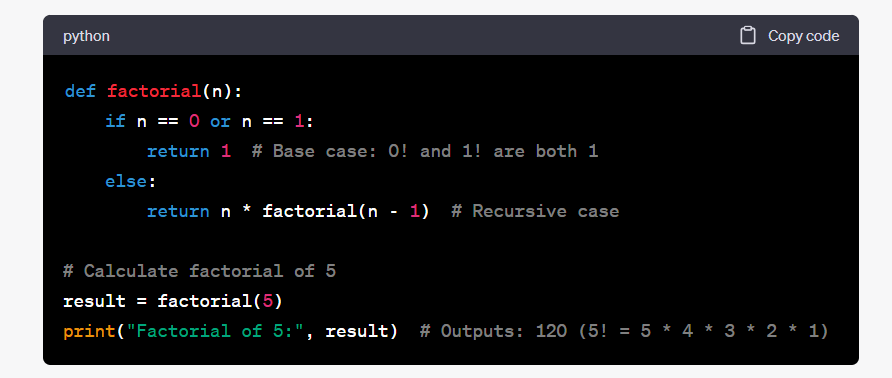 python
Copy code
def factorial(n):
    if n == 0 or n == 1:
        return 1  # Base case: 0! and 1! are both 1
    else:
        return n * factorial(n - 1)  # Recursive case

# Calculate factorial of 5
result = factorial(5)
print("Factorial of 5:", result)  # Outputs: 120 (5! = 5 * 4 * 3 * 2 * 1)